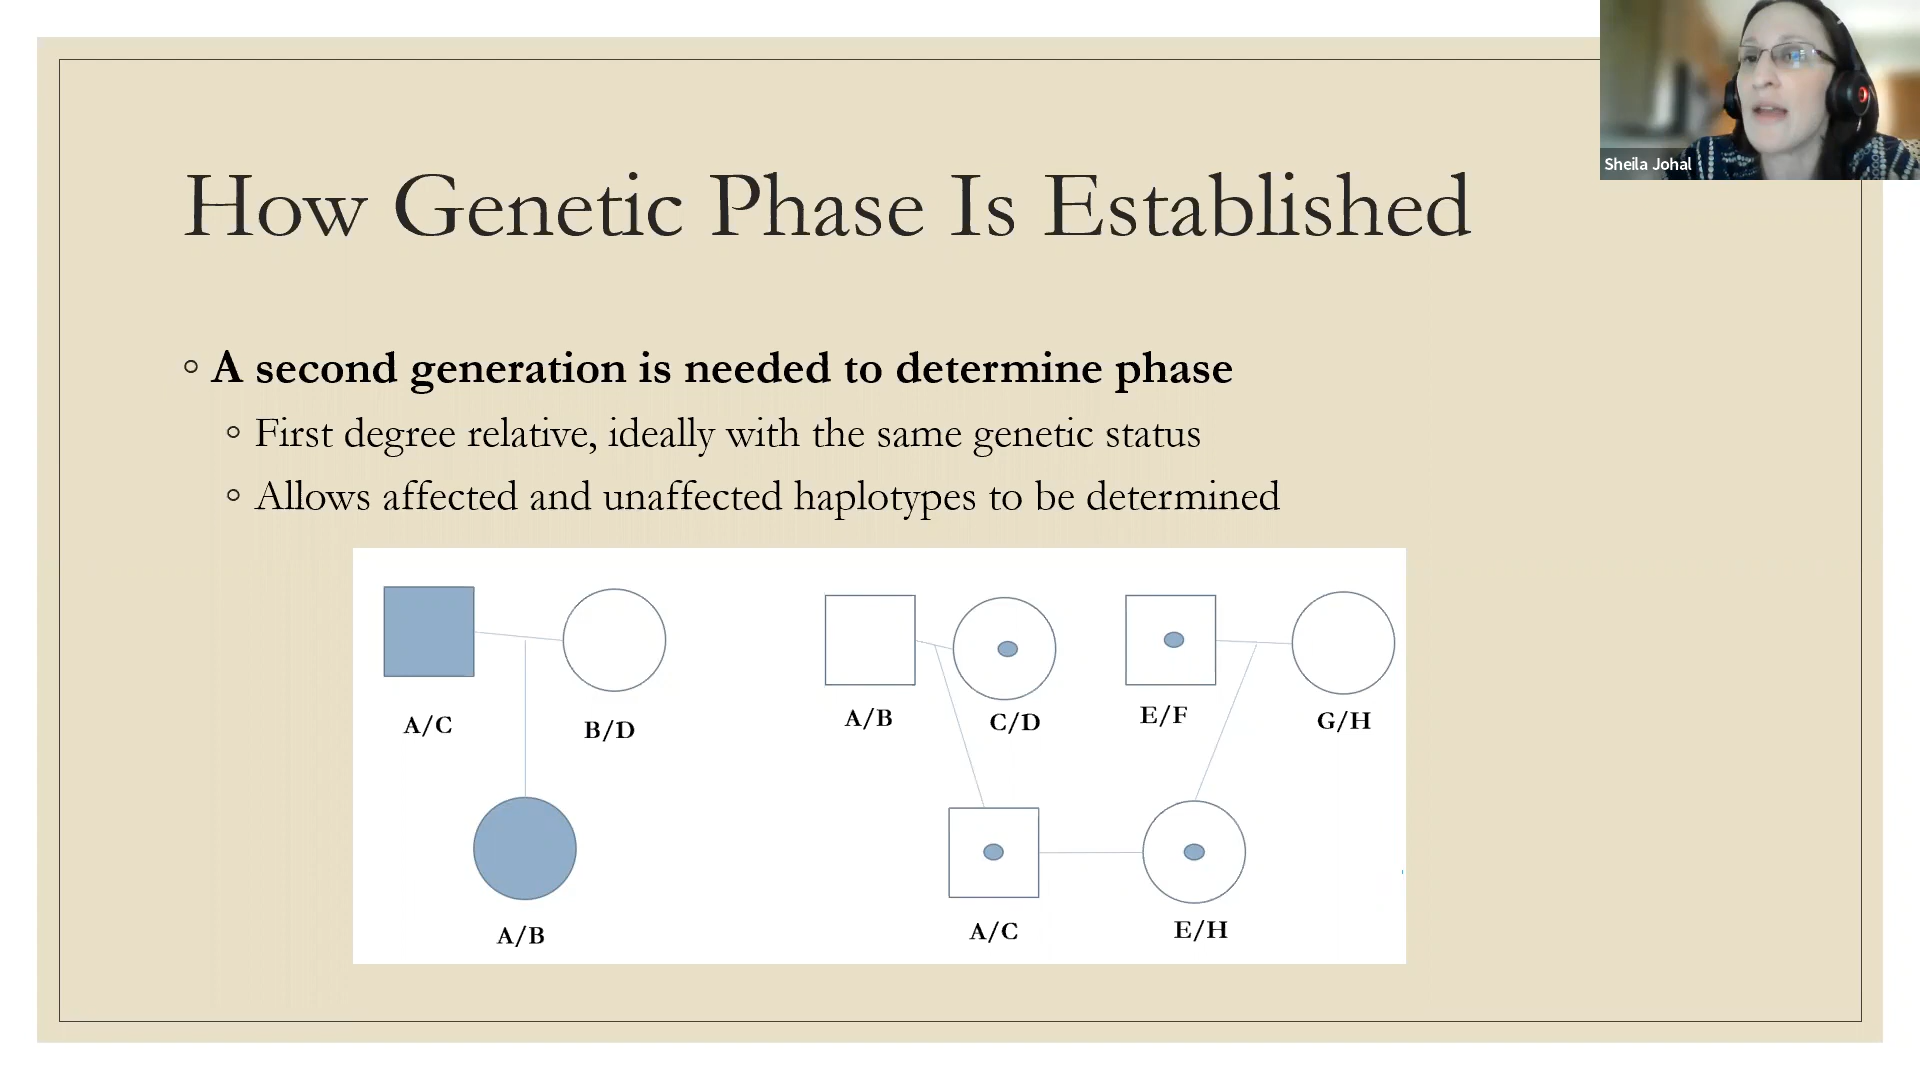 Sheila Johal
How Genetic Phase Is Established
◦ A second generation is needed to determine phase
◦ First degree relative, ideally with the same genetic status
◦ Allows affected and unaffected haplotypes to be determined
A/C
B/D
A/B
C/D
E/F
G/H
A/B
A/C
E/H